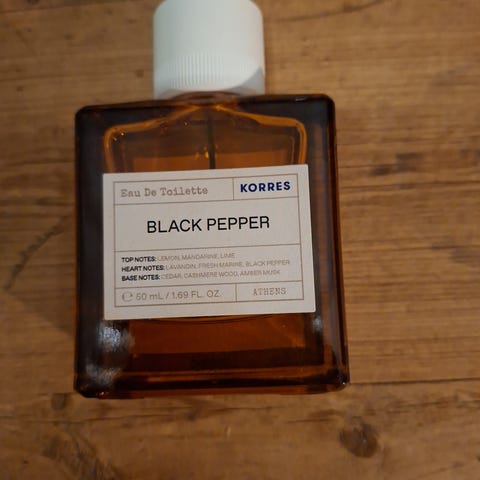 Eau De Toilette KORRES
BLACK PEPPER
TOP NOTES: LEMON, MANDARINE, LIME
HEART NOTES: LAVANDIN, FRESH MARINE, BLACK PEPPER
BASE NOTES: CEDAR, CASHMERE WOOD, AMBER MUSK
℮ 50 mL / 1.69 FL. OZ. ATHENS